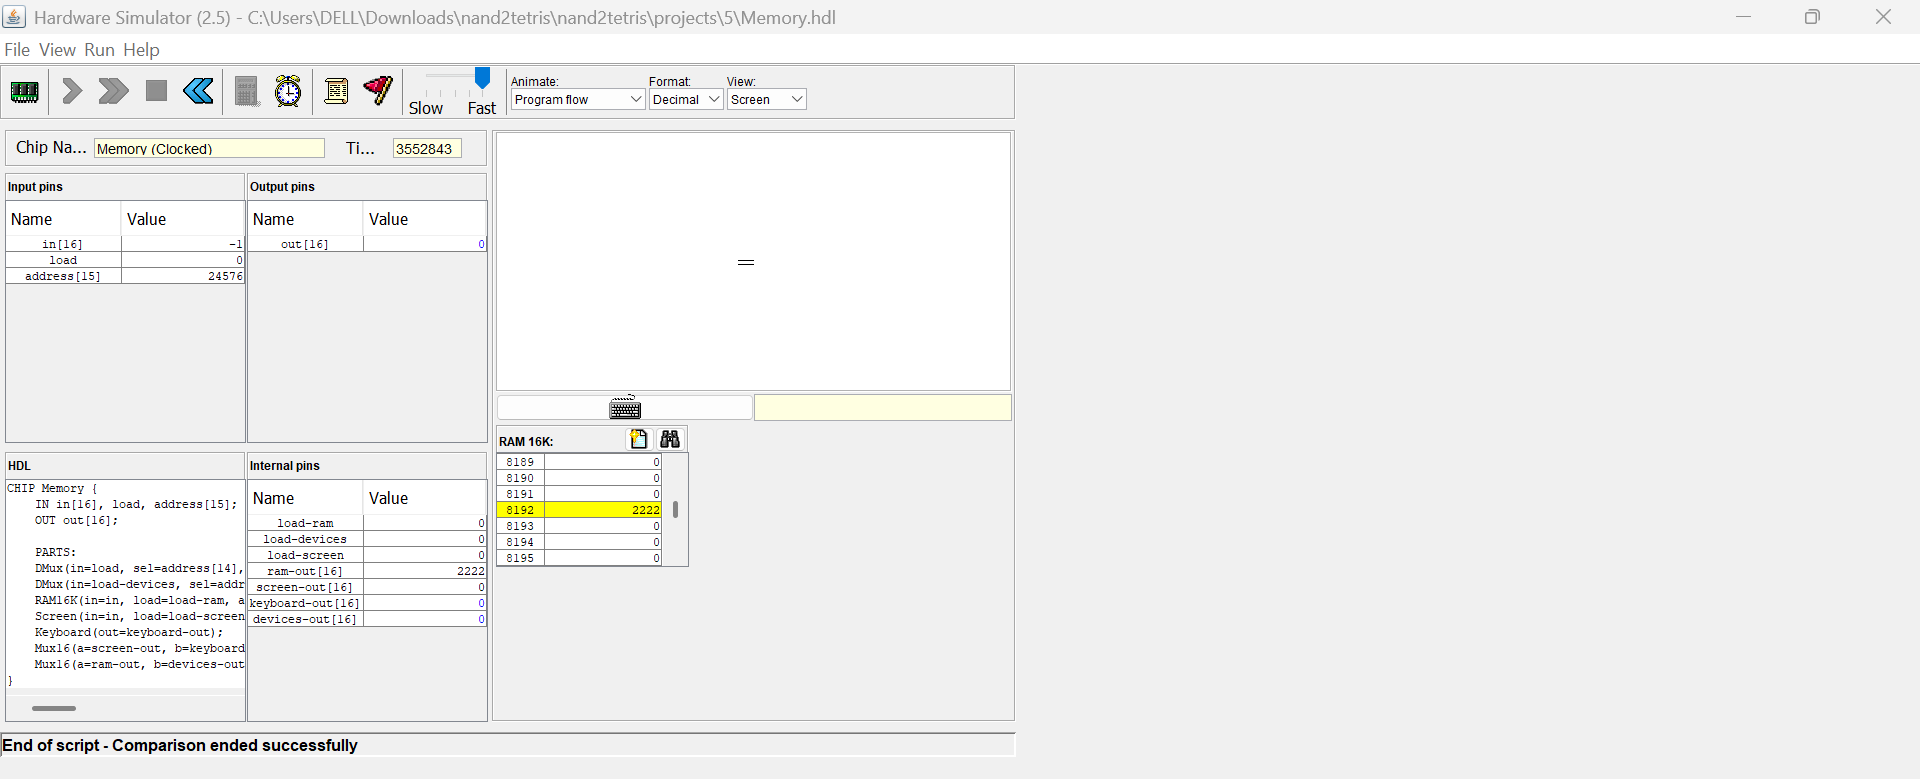 Hardware Simulator (2.5) - C:\Users\DELL\Downloads\nand2tetris\nand2tetris\projects\5\Memory.hdl
File View Run Help
Slow Fast
Animate: Format: View:
Program flow Decimal Screen
Chip Na... Memory (Clocked) Ti... 3552843
Input pins
Name Value
in[16] -1
load 0
address[15] 24576
Output pins
Name Value
out[16] 0
HDL
CHIP Memory {
IN in[16], load, address[15];
OUT out[16];
PARTS:
DMux(in=load, sel=address[14],
DMux(in=load-devices, sel=addr
RAM16K(in=in, load=load-ram, a
Screen(in=in, load=load-screen
Keyboard(out=keyboard-out);
Mux16(a=screen-out, b=keyboard
Mux16(a=ram-out, b=devices-out
}
Internal pins
Name Value
load-ram 0
load-devices 0
load-screen 0
ram-out[16] 2222
screen-out[16] 0
keyboard-out[16] 0
devices-out[16] 0
RAM 16K:
8189 0
8190 0
8191 0
8192 2222
8193 0
8194 0
8195 0
End of script - Comparison ended successfully